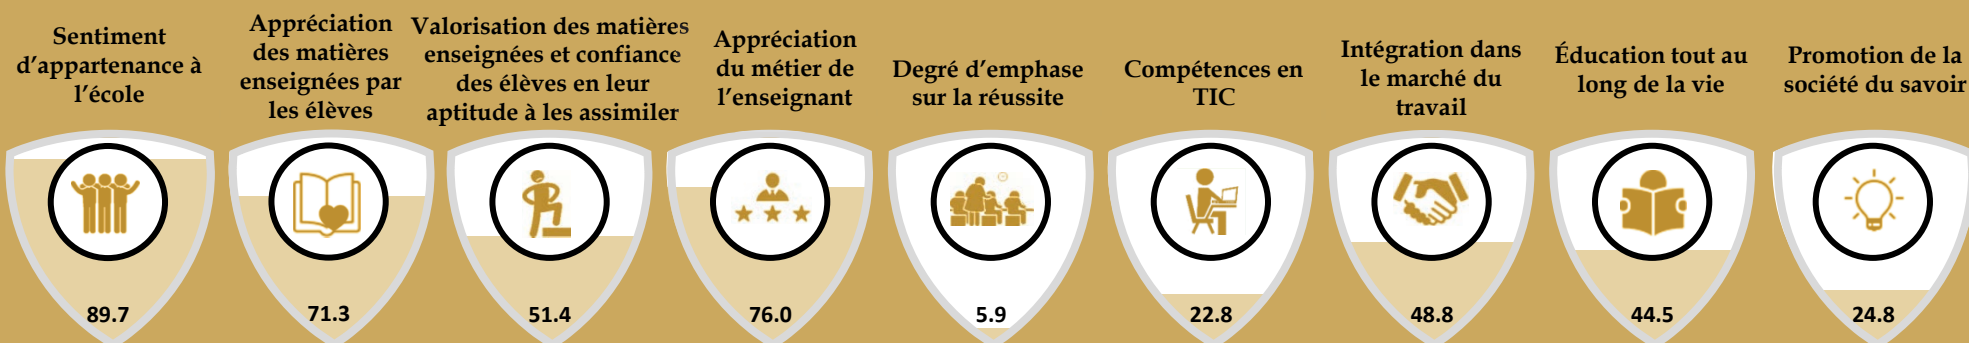 Sentiment
d’appartenance à
l’école
Appréciation
des matières
enseignées par
les élèves
Valorisation des matières
enseignées et confiance
des élèves en leur
aptitude à les assimiler
Appréciation
du métier de
l’enseignant
Degré d’emphase
sur la réussite
Compétences en
TIC
Intégration dans
le marché du
travail
Éducation tout au
long de la vie
Promotion de la
société du savoir
89.7
71.3
51.4
76.0
5.9
22.8
48.8
44.5
24.8